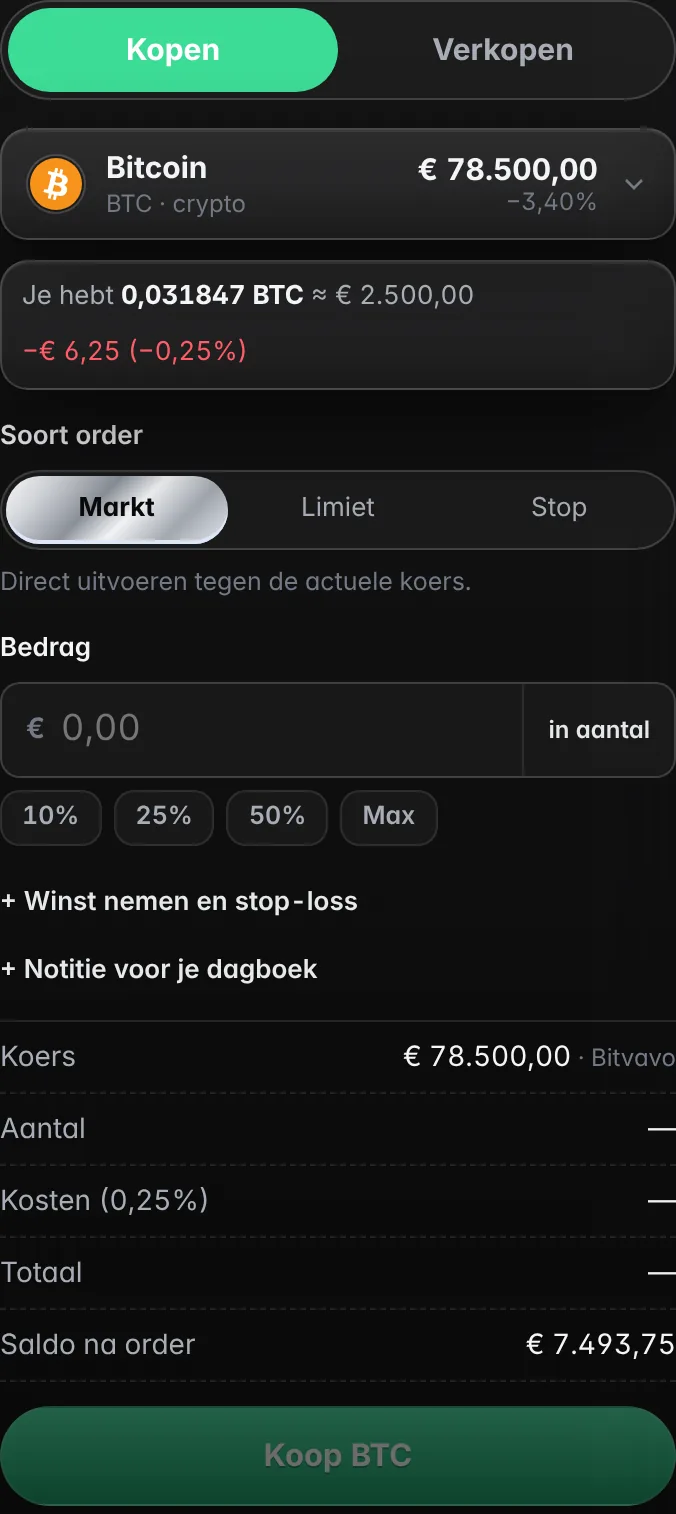 Kopen
Verkopen
Bitcoin
€ 78.500,00
BTC · crypto
−3,40%
Je hebt 0,031847 BTC ≈ € 2.500,00
−€ 6,25 (−0,25%)
Soort order
Markt
Limiet
Stop
Direct uitvoeren tegen de actuele koers.
Bedrag
€ 0,00
in aantal
10%
25%
50%
Max
+ Winst nemen en stop-loss
+ Notitie voor je dagboek
Koers
€ 78.500,00 · Bitvavo
Aantal
—
Kosten (0,25%)
—
Totaal
—
Saldo na order
€ 7.493,75
Koop BTC